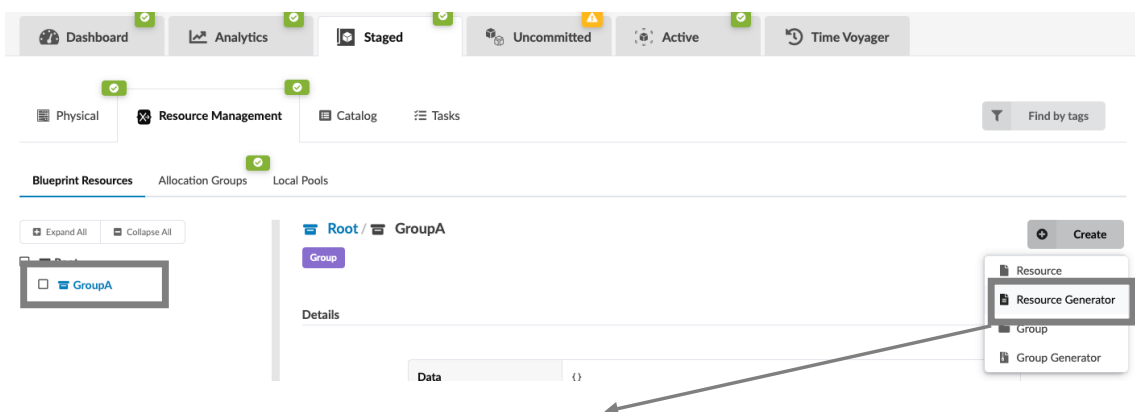 Dashboard Analytics Staged Uncommitted Active Time Voyager
Physical Resource Management Catalog Tasks Find by tags
Blueprint Resources Allocation Groups Local Pools
Expand All Collapse All
Root / GroupA
Create
Group
Resource
GroupA
Resource Generator
Details
Group
Group Generator
Data {}